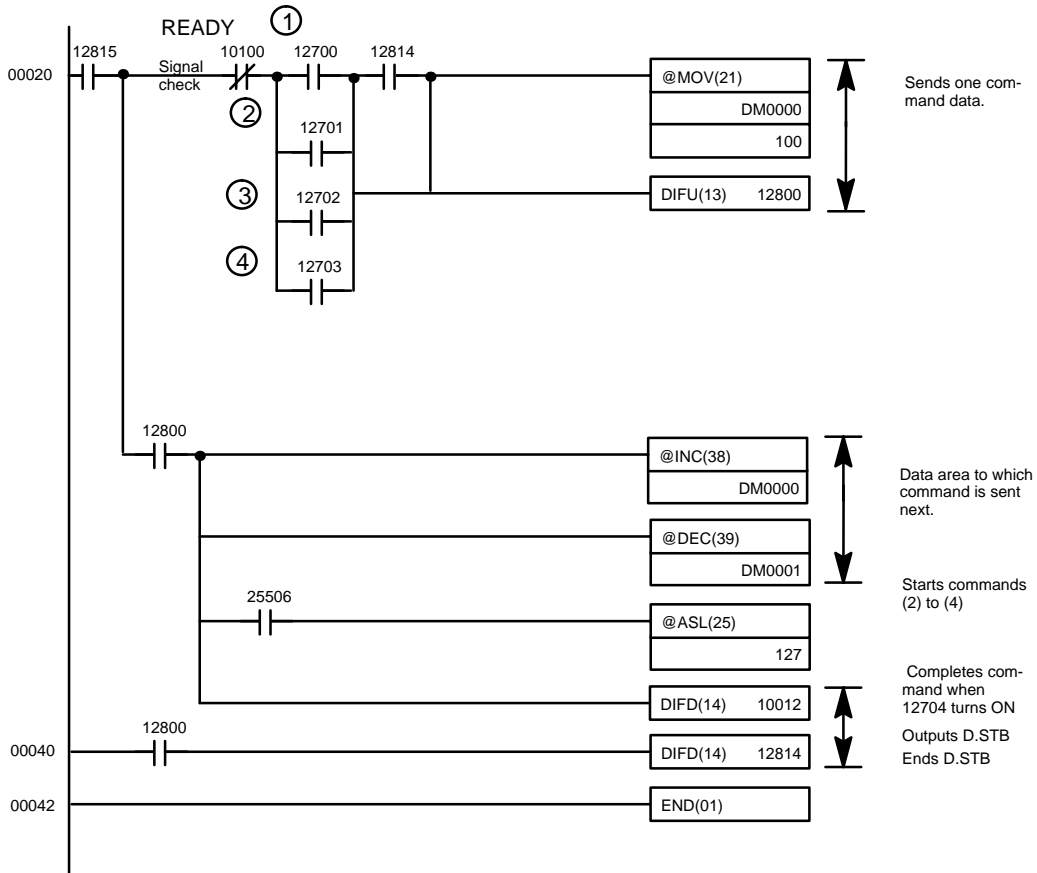 READY ①
12815 10100 12700 12814
00020 Signal check @MOV(21) Sends one com-
DM0000 mand data.
② 100
12701
DIFU(13) 12800
③ 12702
④ 12703
12800
@INC(38)
DM0000 Data area to which
command is sent
next.
@DEC(39)
DM0001
Starts commands
(2) to (4)
25506
@ASL(25)
127
Completes com-
mand when
12704 turns ON
DIFD(14) 10012
12800
Outputs D.STB
00040 DIFD(14) 12814 Ends D.STB
00042 END(01)